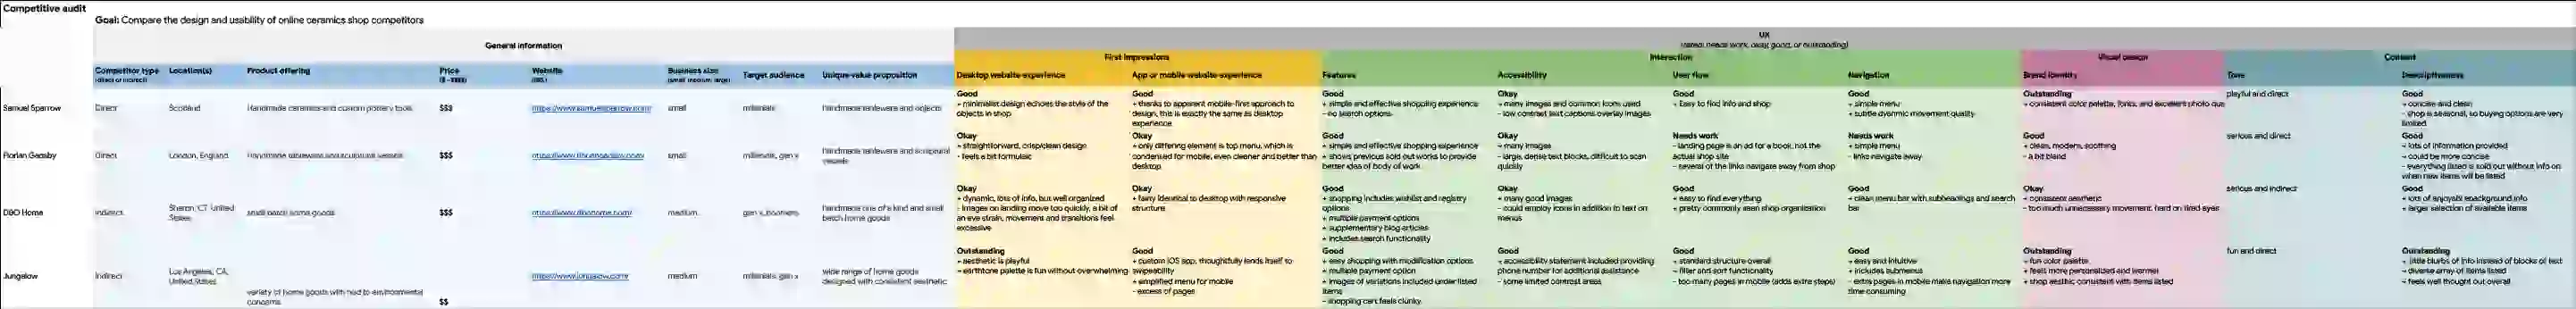 Competitive audit
Goal: Compare the design and usability of online ceramics shop competitors
General information
UX
(rated: needs work, okay, good, or outstanding)
First impressions
Interaction
Visual design
Content
Competitor type
(direct or indirect)
Location(s)
Product offering
Price
($ - $$$$)
Website
(URL)
Business size
(small, medium, large)
Target audience
Unique value proposition
Desktop website experience
App or mobile website experience
Features
Accessibility
User flow
Navigation
Brand identity
Tone
Descriptiveness
Samuel Sparrow
Direct
Scotland
Handmade ceramics and custom pottery tools
$$$
https://www.samuelsparrow.com/
small
millenials
handmade tableware and objects
Good
+ minimalist design echoes the style of the
objects in shop
Good
+ thanks to apparent mobile-first approach to
design, this is exactly the same as desktop
experience
Good
+ simple and effective shopping experience
- no search options
Okay
+ many images and common icons used
- low contrast text captions overlay images
Good
+ Easy to find info and shop
Good
+ simple menu
+ subtle dynmic movement quality
Outstanding
+ consistent color palette, fonts, and excellent photo qua
playful and direct
Good
+ concise and clean
- shop is seasonal, so buying options are very
limited
Florian Gadsby
Direct
London, England
Handmade tableware and sculptural vessels
$$$
small
millenials, gen x
handmade tableware and sculptural
vessels
Okay
+ straightforward, crisp/clean design
- feels a bit formulaic
Okay
+ only differing element is top menu, which is
condensed for mobile, even cleaner and better than
desktop
Good
+ simple and effective shopping experience
+ shows previous sold out works to provide
better idea of body of work
Okay
+ many images
- large, dense text blocks, difficult to scan
quickly
Needs work
- landing page is an ad for a book, not the
actual shop site
- several of the links navigate away from shop
Needs work
+ simple menu
- links navigate away
Good
+ clean, modern, soothing
- a bit bland
serious and direct
Good
+ lots of information provided
+ could be more concise
- everything listed is sold out without info on
when new items will be listed
DBO Home
Indirect
Sharon, CT, United
States
small batch home goods
$$$
https://www.dbohome.com/
medium
gen x, boomers
handmade one of a kind and small
batch home goods
Okay
+ dynamic, lots of info, but well organized
- images on landing move too quickly, a bit of
an eye strain, movement and transitions feel
excessive
Okay
+ fairly identical to desktop with responsive
structure
Good
+ shopping includes wishlist and registry
options
+ multiple payment options
+ supplementary blog articles
+ includes search functionality
Okay
+ many good images
- could employ icons in addition to text on
menus
Good
+ easy to find everything
+ pretty commonly seen shop organization
Good
+ clean menu bar with subheadings and search
bar
Okay
+ consistent aesthetic
- too much unnecessary movement, hard on tired eyes
serious and indirect
Good
+ lots of enjoyabl ebackground info
+ larger selection of available items
Jungalow
Indirect
Los Angeles, CA,
United States
variety of home goods with nod to environmental
concerns
$$
https://www.jungalow.com/
medium
millenials, gen x
wide range of home goods
designed with consistent aesthetic
Outstanding
+ aesthetic is playful
+ earthtone palette is fun without overwhelming
Good
+ custom iOS app, thoughtfully lends itself to
swipeability
+ simplified menu for mobile
- excess of pages
Good
+ easy shopping with modification options
+ multiple payment option
+ images of variations included under listed
items
- shopping cart feels clunky
Good
+ accessibility statement included providing
phone number for additional assistance
- some limited contrast areas
Good
+ standard structure overall
+ filter and sort functionality
- too many pages in mobile (adds extra steps)
Good
+ easy and intuitive
+ includes submenus
- extra pages in mobile make navigation more
time consuming
Outstanding
+ fun color palette
+ feels more personalized and warmer
+ shop aesthic consistent with items listed
fun and direct
Outstanding
+ little blurbs of info instead of blocks of text
+ diverse array of items listed
+ feels well thought out overall